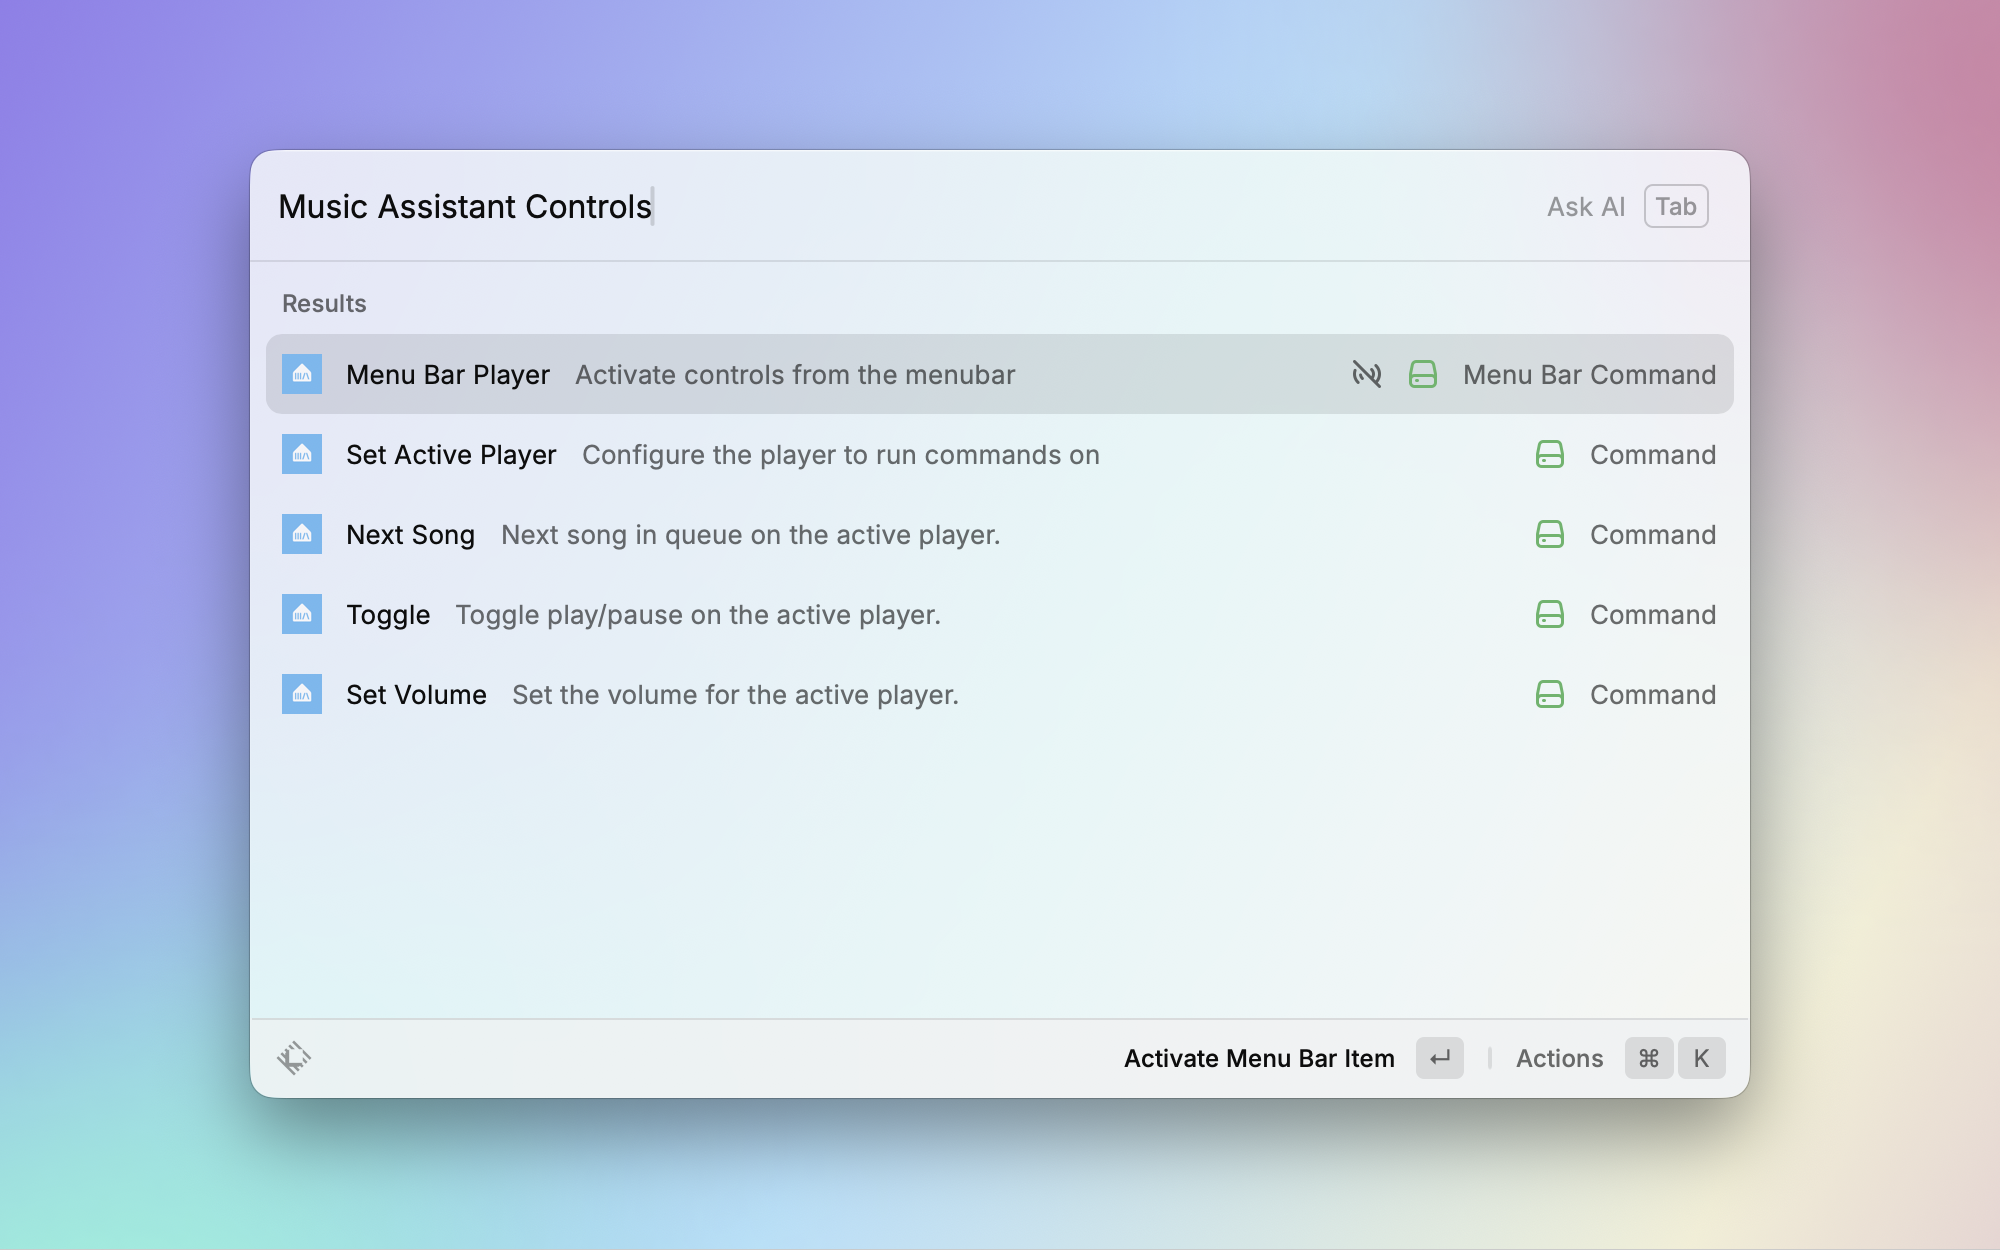 Music Assistant Controls Ask AI Tab
Results
Menu Bar Player Activate controls from the menubar Menu Bar Command
Set Active Player Configure the player to run commands on Command
Next Song Next song in queue on the active player. Command
Toggle Toggle play/pause on the active player. Command
Set Volume Set the volume for the active player. Command
Activate Menu Bar Item ↵ Actions ⌘ K